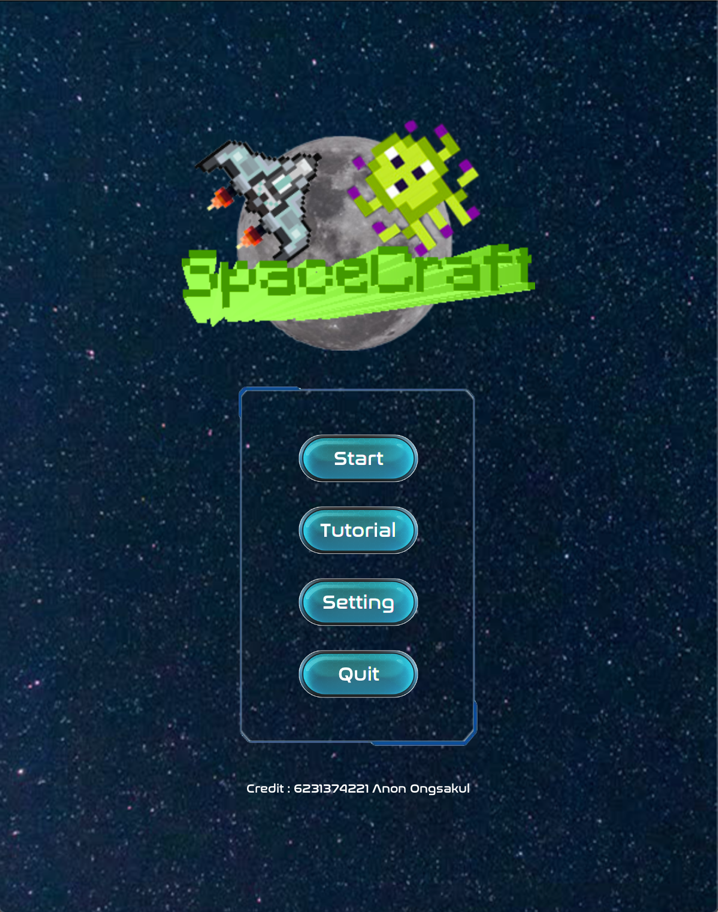 SpaceCraft
Start
Tutorial
Setting
Quit
Credit : 6231374221 Anon Ongsakul